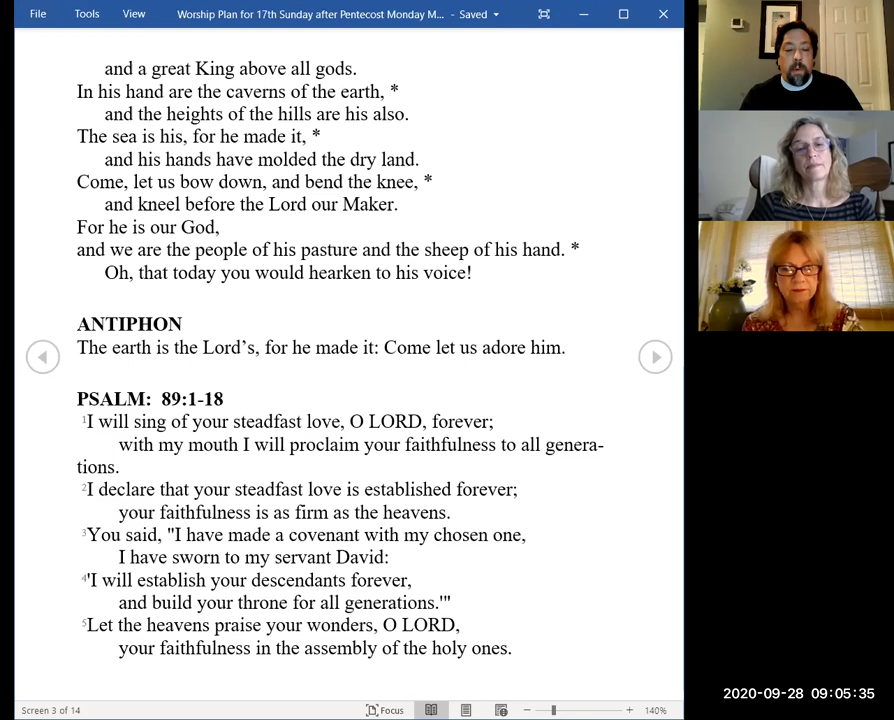 File Tools View Worship Plan for 17th Sunday after Pentecost Monday M... - Saved
and a great King above all gods.
In his hand are the caverns of the earth, *
and the heights of the hills are his also.
The sea is his, for he made it, *
and his hands have molded the dry land.
Come, let us bow down, and bend the knee, *
and kneel before the Lord our Maker.
For he is our God,
and we are the people of his pasture and the sheep of his hand. *
Oh, that today you would hearken to his voice!
ANTIPHON
The earth is the Lord’s, for he made it: Come let us adore him.
PSALM: 89:1-18
1I will sing of your steadfast love, O LORD, forever;
with my mouth I will proclaim your faithfulness to all genera-
tions.
2I declare that your steadfast love is established forever;
your faithfulness is as firm as the heavens.
3You said, "I have made a covenant with my chosen one,
I have sworn to my servant David:
4'I will establish your descendants forever,
and build your throne for all generations.'"
5Let the heavens praise your wonders, O LORD,
your faithfulness in the assembly of the holy ones.
Screen 3 of 14 Focus 140%
2020-09-28 09:05:35